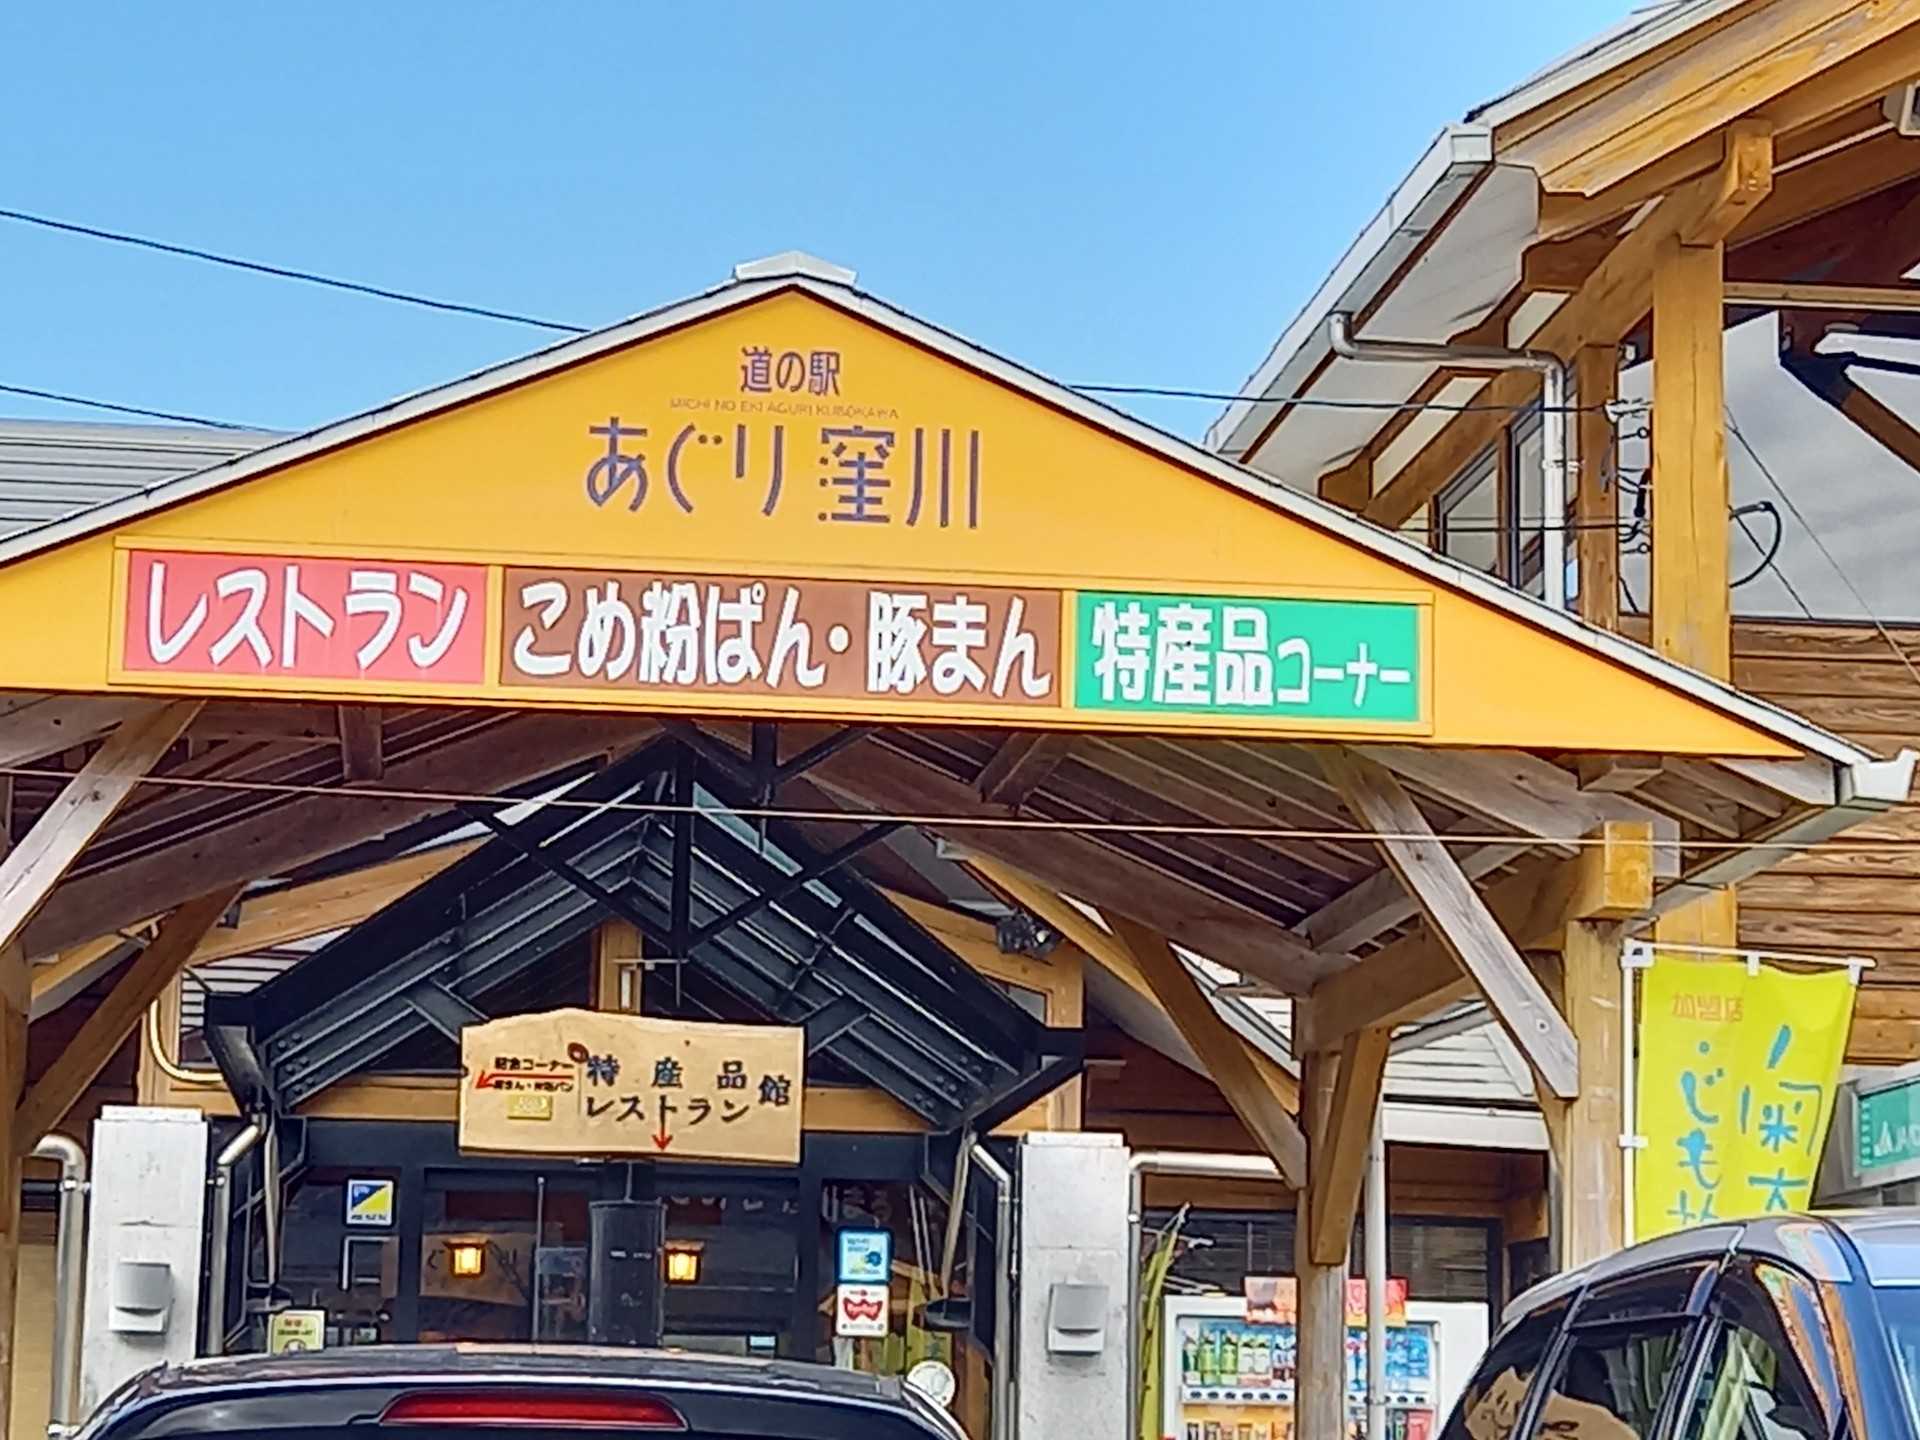 道の駅
MICHI NO EKI AGURI KUBOKAWA
あぐり窪川
レストラン
こめ粉ぱん・豚まん
特産品コーナー
特産品館
レストラン
加盟店